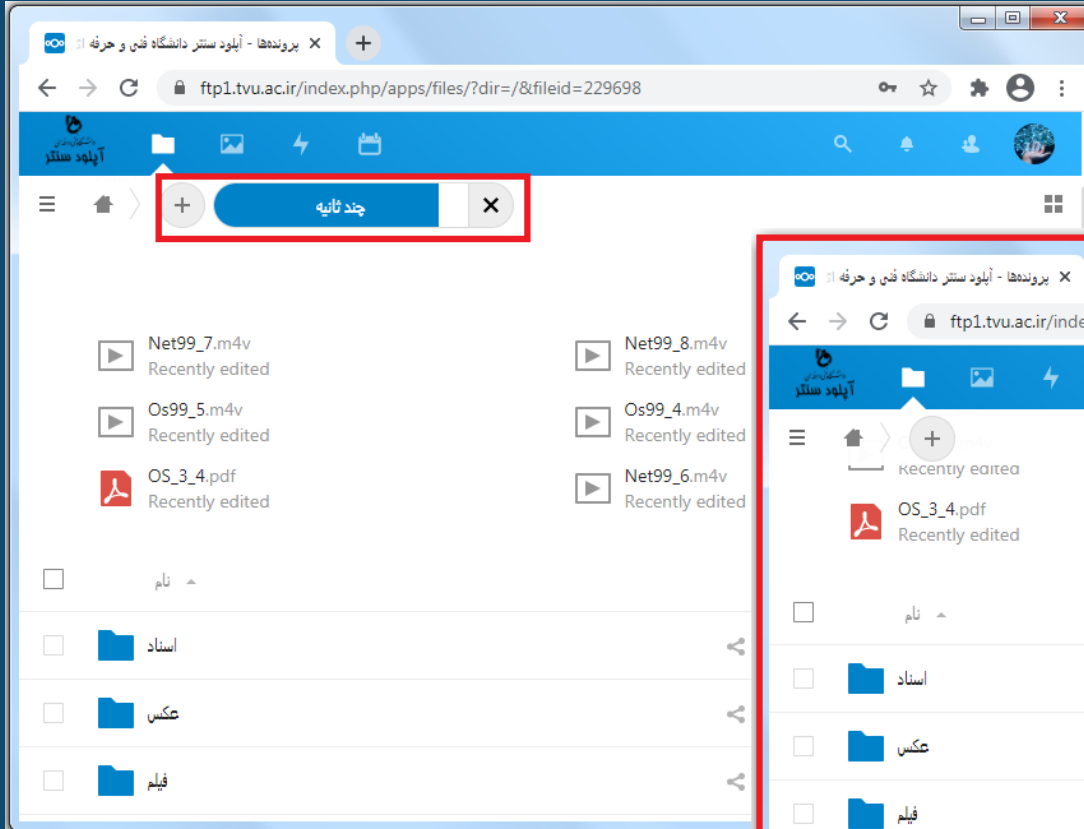 پرونده‌ها - آپلود سنتر دانشگاه فنی و حرفه ای
ftp1.tvu.ac.ir/index.php/apps/files/?dir=/&fileid=229698
آپلود سنتر
چند ثانیه
Net99_7.m4v
Recently edited
Net99_8.m4v
Recently edited
Os99_5.m4v
Recently edited
Os99_4.m4v
Recently edited
OS_3_4.pdf
Recently edited
Net99_6.m4v
Recently edited
نام
اسناد
عکس
فیلم
پرونده‌ها - آپلود سنتر دانشگاه فنی و حرفه ای
ftp1.tvu.ac.ir/inde
آپلود سنتر
Recently edited
OS_3_4.pdf
Recently edited
نام
اسناد
عکس
فیلم